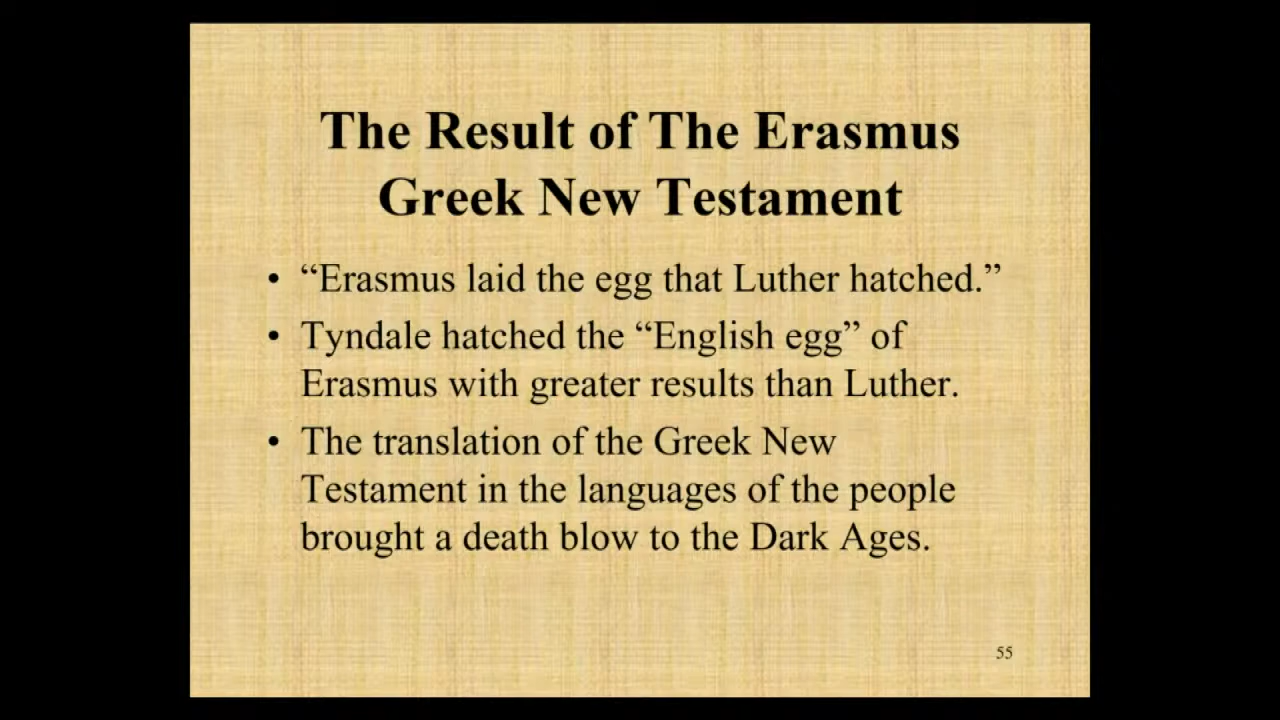 The Result of The Erasmus
Greek New Testament
• “Erasmus laid the egg that Luther hatched.”
• Tyndale hatched the “English egg” of
Erasmus with greater results than Luther.
• The translation of the Greek New
Testament in the languages of the people
brought a death blow to the Dark Ages.
55